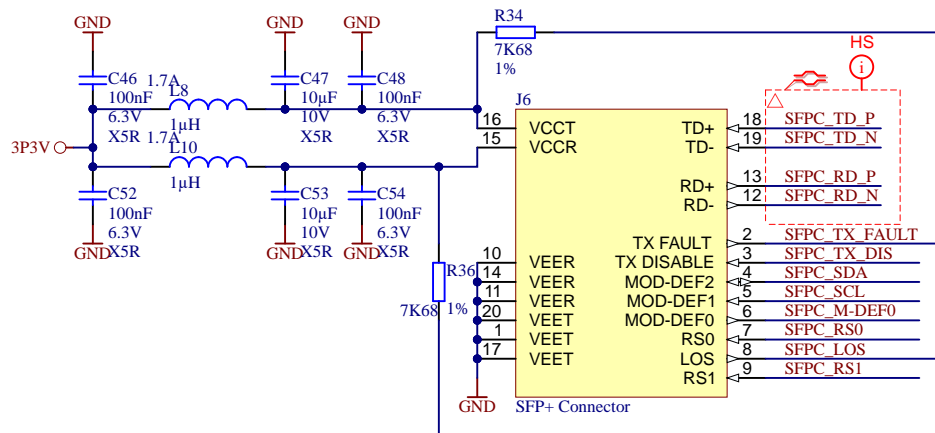 GND
GND
GND
R34
7K68
1%
HS
i
C46
100nF
6.3V
X5R
1.7A
L8
1µH
C47
10µF
10V
X5R
C48
100nF
6.3V
X5R
3P3V
1.7A
L10
1µH
C52
100nF
6.3V
X5R
GND
C53
10µF
10V
X5R
GND
C54
100nF
6.3V
X5R
GND
R36
7K68
1%
J6
16 VCCT
15 VCCR
10 VEER
14 VEER
11 VEER
20 VEET
1 VEET
17 VEET
GND
TD+ 18 SFPC_TD_P
TD- 19 SFPC_TD_N
RD+ 13 SFPC_RD_P
RD- 12 SFPC_RD_N
TX FAULT 2 SFPC_TX_FAULT
TX DISABLE 3 SFPC_TX_DIS
MOD-DEF2 4 SFPC_SDA
MOD-DEF1 5 SFPC_SCL
MOD-DEF0 6 SFPC_M-DEF0
RS0 7 SFPC_RS0
LOS 8 SFPC_LOS
RS1 9 SFPC_RS1
SFP+ Connector